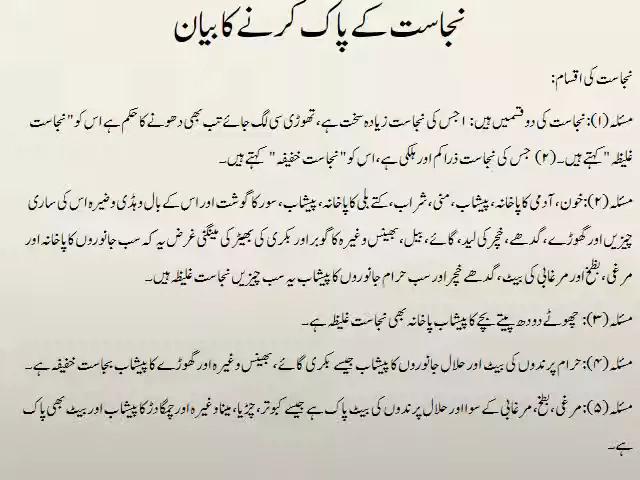 نجاست کے پاک کرنے کا بیان
نجاست کی اقسام:
مسئلہ (۱): نجاست کی دو قسمیں ہیں: ۱ جس کی نجاست زیادہ سخت ہے، تھوڑی سی لگ جائے تب بھی دھونے کا حکم ہے اس کو "نجاست
غلیظہ" کہتے ہیں۔ (۲) جس کی نجاست ذرا کم اور ہلکی ہے، اس کو "نجاست خفیفہ" کہتے ہیں۔
مسئلہ (۲): خون، آدمی کا پاخانہ، پیشاب، منی، شراب، کتے بلی کا پاخانہ، پیشاب، سور کا گوشت اور اس کے بال و ہڈی وغیرہ اس کی ساری
چیزیں اور گھوڑے، گدھے، خچر کی لید، گائے، بیل، بھینس وغیرہ کا گوبر اور بکری کی بھیڑ کی مینگنی غرض یہ کہ سب جانوروں کا پاخانہ اور
مرغی، بطخ اور مرغابی کی بیٹ، گدھے خچر اور سب حرام جانوروں کا پیشاب یہ سب چیزیں نجاست غلیظہ ہیں۔
مسئلہ (۳): چھوٹے دودھ پیتے بچے کا پیشاب پاخانہ بھی نجاست غلیظہ ہے۔
مسئلہ (۴): حرام پرندوں کی بیٹ اور حلال جانوروں کا پیشاب جیسے بکری گائے، بھینس وغیرہ اور گھوڑے کا پیشاب نجاست خفیفہ ہے۔
مسئلہ (۵): مرغی، بطخ، مرغابی کے سوا اور حلال پرندوں کی بیٹ پاک ہے جیسے کبوتر، چڑیا، مینا وغیرہ اور چمگادڑ کا پیشاب اور بیٹ بھی پاک
ہے۔